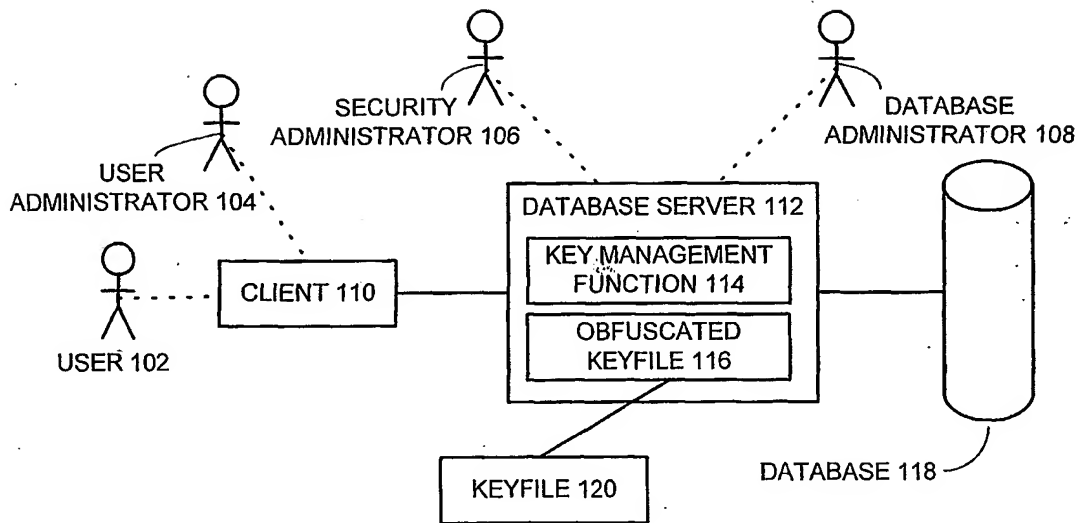 SECURITY
ADMINISTRATOR 106
DATABASE
ADMINISTRATOR 108
USER
ADMINISTRATOR 104
DATABASE SERVER 112
KEY MANAGEMENT
FUNCTION 114
CLIENT 110
OBFUSCATED
KEYFILE 116
USER 102
DATABASE 118
KEYFILE 120